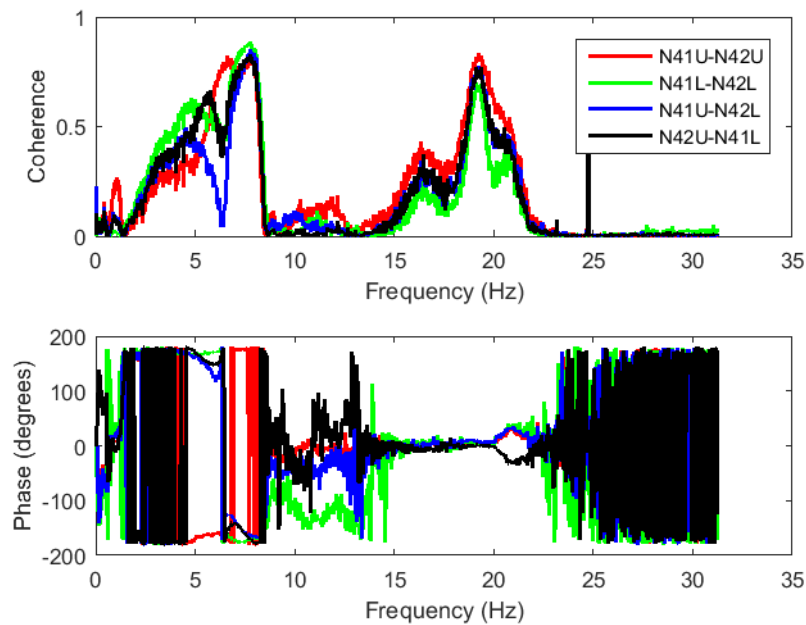 1
0.5
0
Coherence
N41U-N42U
N41L-N42L
N41U-N42L
N42U-N41L
0 5 10 15 20 25 30 35
Frequency (Hz)
200
100
0
-100
-200
Phase (degrees)
0 5 10 15 20 25 30 35
Frequency (Hz)